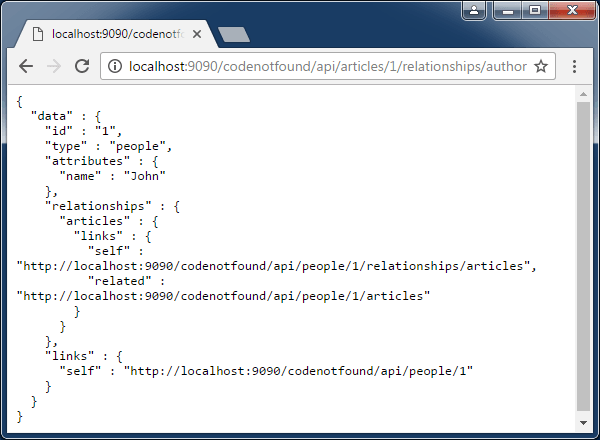 localhost:9090/codenotfo
localhost:9090/codenotfound/api/articles/1/relationships/author
{
  "data" : {
    "id" : "1",
    "type" : "people",
    "attributes" : {
      "name" : "John"
    },
    "relationships" : {
      "articles" : {
        "links" : {
          "self" :
"http://localhost:9090/codenotfound/api/people/1/relationships/articles",
          "related" :
"http://localhost:9090/codenotfound/api/people/1/articles"
        }
      }
    },
    "links" : {
      "self" : "http://localhost:9090/codenotfound/api/people/1"
    }
  }
}